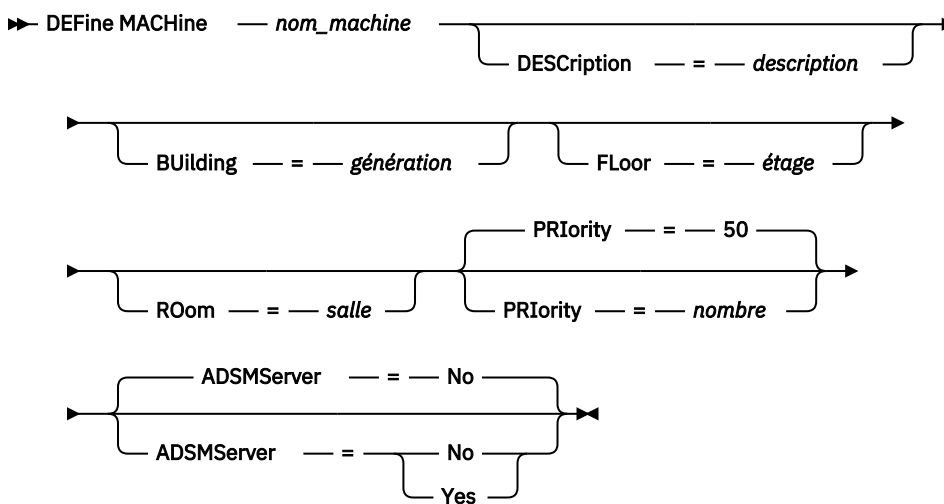 DEFine MACHine nom_machine
DESCription = description
BUilding = génération FLoor = étage
PRIority = 50
ROom = salle PRIority = nombre
ADSMServer = No
ADSMServer = No
Yes